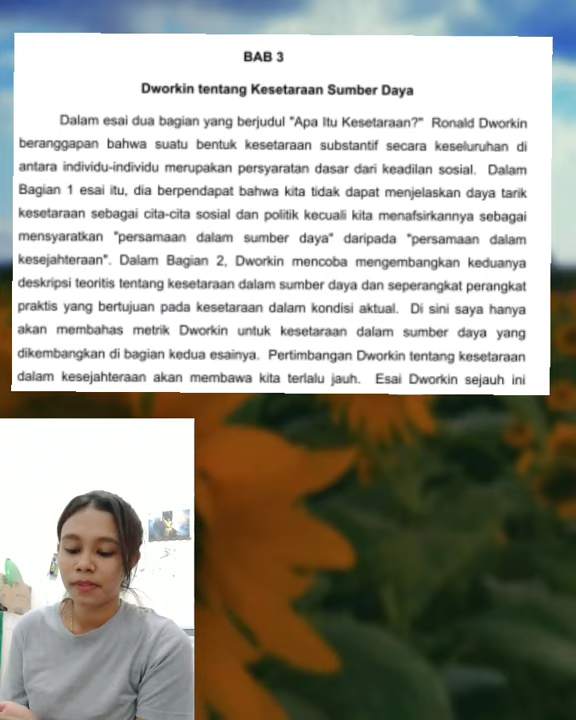 BAB 3
Dworkin tentang Kesetaraan Sumber Daya
Dalam esai dua bagian yang berjudul "Apa Itu Kesetaraan?" Ronald Dworkin
beranggapan bahwa suatu bentuk kesetaraan substantif secara keseluruhan di
antara individu-individu merupakan persyaratan dasar dari keadilan sosial. Dalam
Bagian 1 esai itu, dia berpendapat bahwa kita tidak dapat menjelaskan daya tarik
kesetaraan sebagai cita-cita sosial dan politik kecuali kita menafsirkannya sebagai
mensyaratkan "persamaan dalam sumber daya" daripada "persamaan dalam
kesejahteraan". Dalam Bagian 2, Dworkin mencoba mengembangkan keduanya
deskripsi teoritis tentang kesetaraan dalam sumber daya dan seperangkat perangkat
praktis yang bertujuan pada kesetaraan dalam kondisi aktual. Di sini saya hanya
akan membahas metrik Dworkin untuk kesetaraan dalam sumber daya yang
dikembangkan di bagian kedua esainya. Pertimbangan Dworkin tentang kesetaraan
dalam kesejahteraan akan membawa kita terlalu jauh. Esai Dworkin sejauh ini